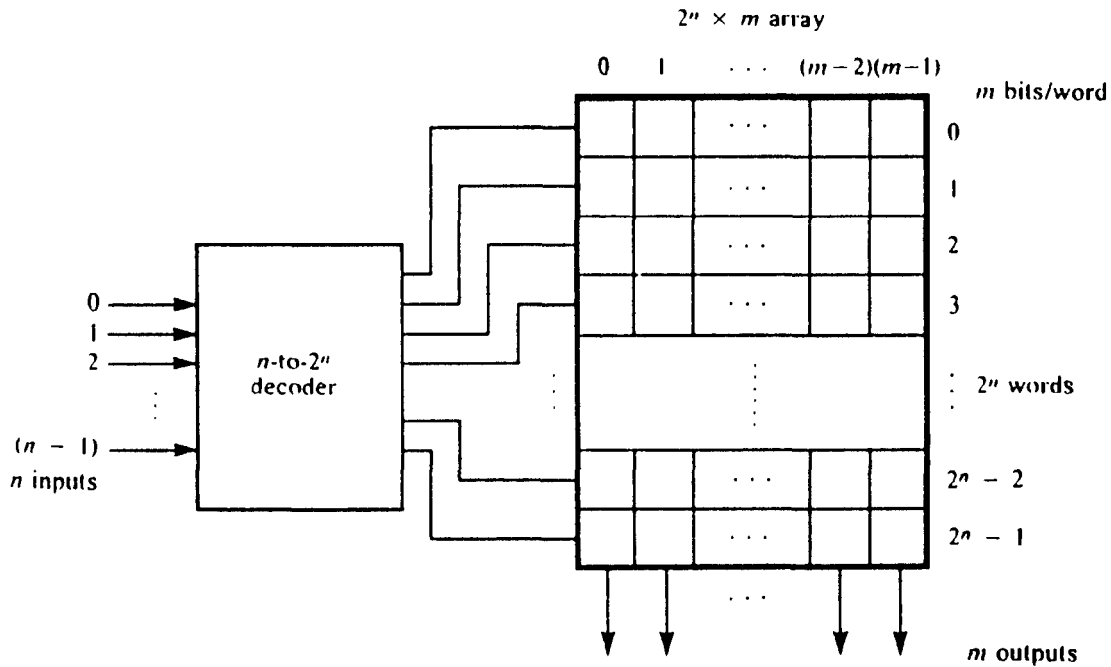 2ⁿ × m array
0 1 · · · (m−2)(m−1)
m bits/word
· · · 0
· · · 1
· · · 2
0
· · · 3
1
2
n-to-2ⁿ
decoder
2ⁿ words
(n − 1)
n inputs
· · · 2ⁿ − 2
· · · 2ⁿ − 1
· · ·
m outputs